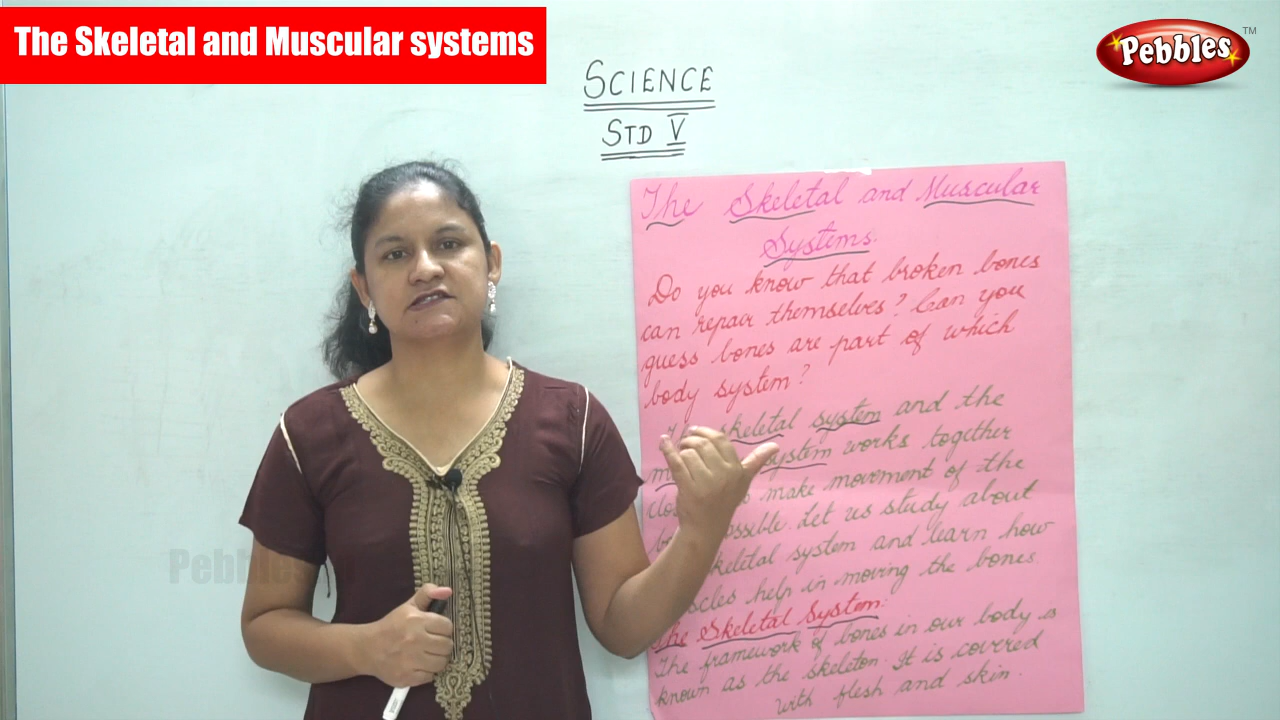 The Skeletal and Muscular systems
Pebbles
TM
SCIENCE
STD V
The Skeletal and Muscular
Systems.
Do you know that broken bones
can repair themselves? Can you
guess bones are part of which
body system?
skeletal system and the
system works together
make movement of the
Let us study about
skeletal system and learn how
help in moving the bones.
The Skeletal System:
The framework of bones in our body is
known as the skeleton. It is covered
with flesh and skin.
Pebbles